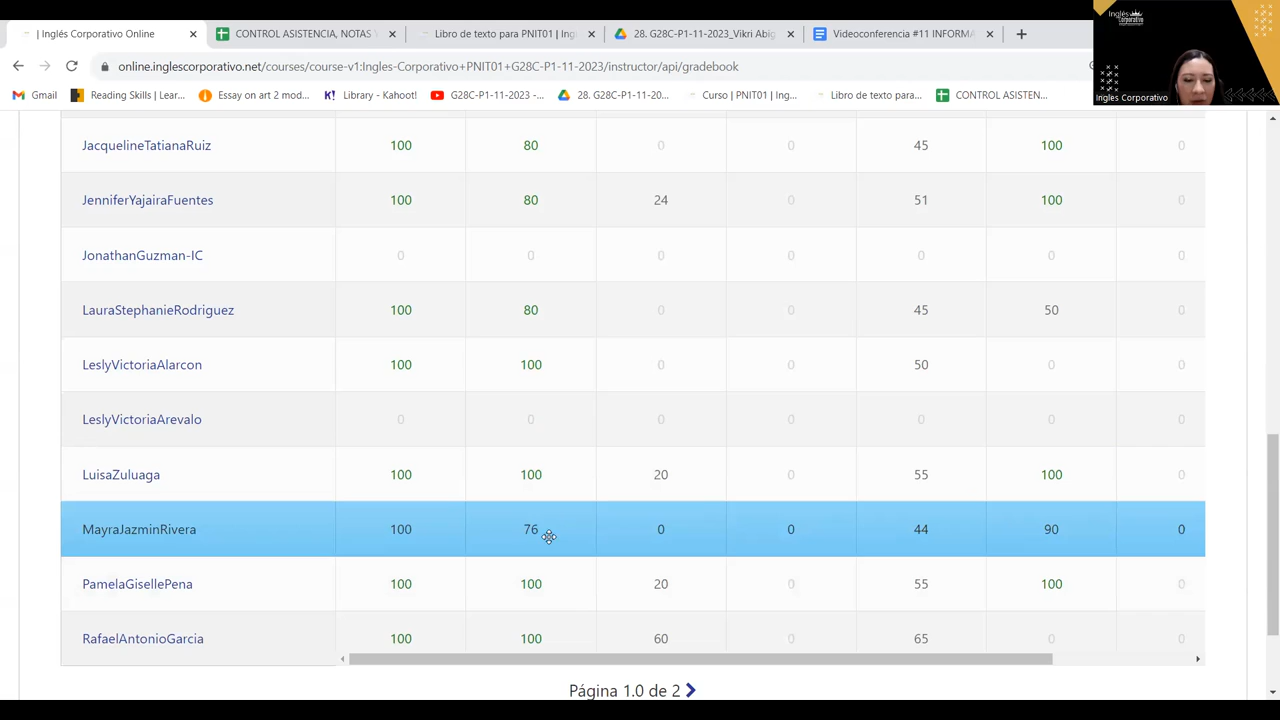 | Inglés Corporativo Online
CONTROL ASISTENCIA, NOTAS Y
Libro de texto para PNIT01 | Ing
28. G28C-P1-11-2023_Vikri Abig
Videoconferencia #11 INFORMA
online.inglescorporativo.net/courses/course-v1:Ingles-Corporativo+PNIT01+G28C-P1-11-2023/instructor/api/gradebook
Gmail
Reading Skills | Lear...
Essay on art 2 mod...
Library - Kano...
G28C-P1-11-2023 -...
28. G28C-P1-11-20...
Curso | PNIT01 | Ing...
Libro de texto para...
CONTROL ASISTEN...
Inglés
Corporativo
Ingles Corporativo
JacquelineTatianaRuiz 100 80 0 0 45 100 0
JenniferYajairaFuentes 100 80 24 0 51 100 0
JonathanGuzman-IC 0 0 0 0 0 0 0
LauraStephanieRodriguez 100 80 0 0 45 50 0
LeslyVictoriaAlarcon 100 100 0 0 50 0 0
LeslyVictoriaArevalo 0 0 0 0 0 0 0
LuisaZuluaga 100 100 20 0 55 100 0
MayraJazminRivera 100 76 0 0 44 90 0
PamelaGisellePena 100 100 20 0 55 100 0
RafaelAntonioGarcia 100 100 60 0 65 0 0
Página 1.0 de 2